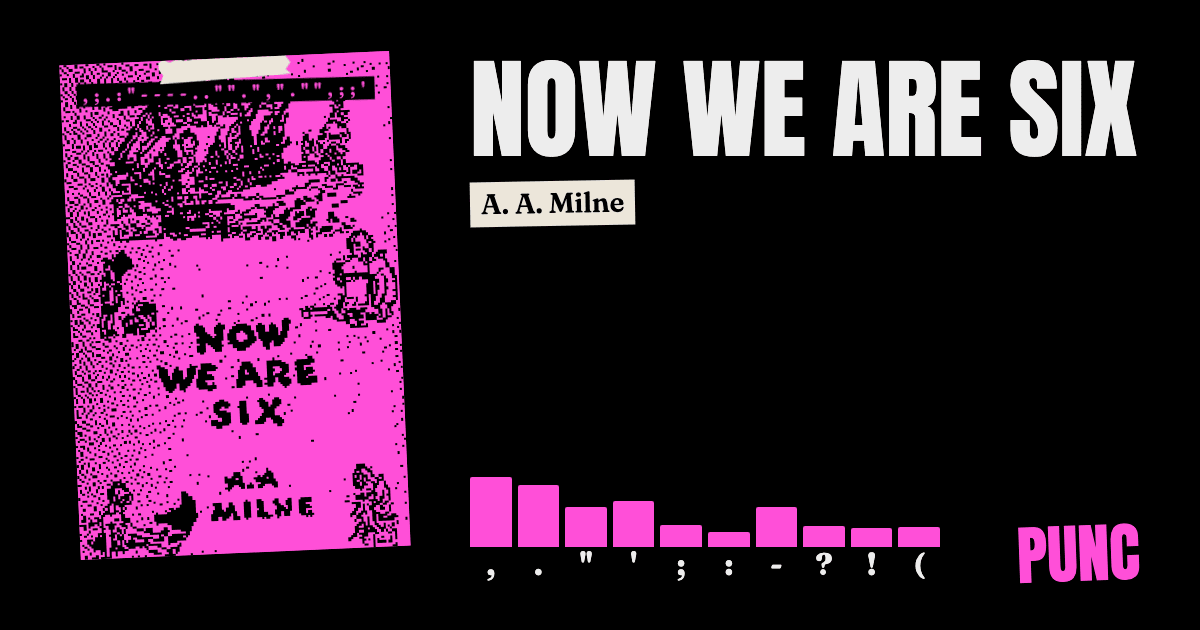 , ; . : " - - - - . . " " . " , " . " " , ; ; '
NOW
WE ARE
SIX
A.A
MILNE
NOW WE ARE SIX
A. A. Milne
, . " ' ; : - ? ! (
PUNC